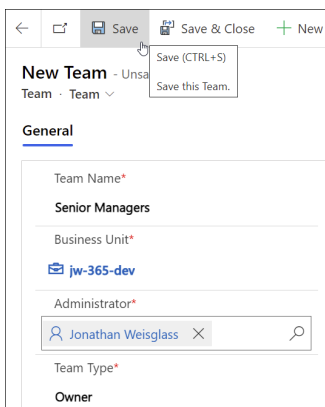 Save
Save & Close
New
Save (CTRL+S)
Save this Team.
New Team - Unsa
Team · Team
General
Team Name*
Senior Managers
Business Unit*
jw-365-dev
Administrator*
Jonathan Weisglass
Team Type*
Owner